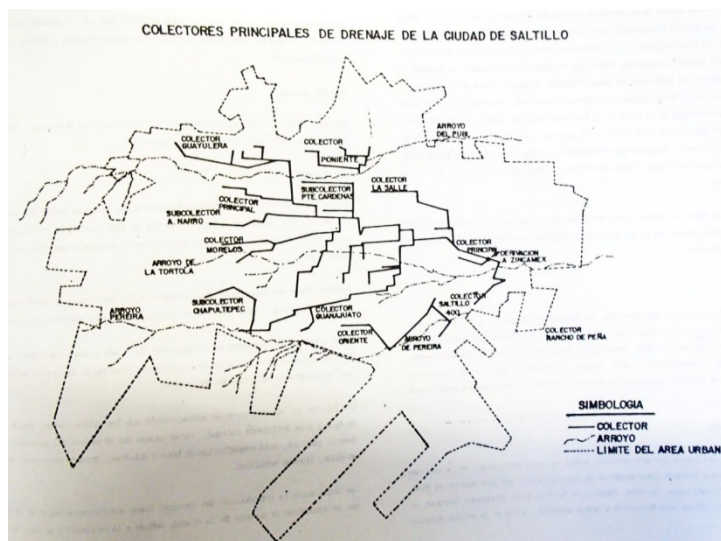 COLECTORES PRINCIPALES DE DRENAJE DE LA CIUDAD DE SALTILLO
ARROYO
DEL PUBL
COLECTOR
GUAYULERA
COLECTOR
PONIENTE
COLECTOR
LA SALLE
SUBCOLECTOR
PTE. CARDENAS
COLECTOR
PRINCIPAL
SUBCOLECTOR
A. NARRO
COLECTOR
MORELOS
COLECTOR
PRINCIPAL
DERIVACION
A ZINCAMEX
ARROYO DE
LA TORTOLA
SUBCOLECTOR
CHAPULTEPEC
COLECTOR
SALTILLO
400
ARROYO
PEREIRA
COLECTOR
GUANAJUATO
COLECTOR
ORIENTE
ARROYO
DE PEREIRA
COLECTOR
RANCHO DE PEÑA
SIMBOLOGIA
COLECTOR
ARROYO
LIMITE DEL AREA URBAN